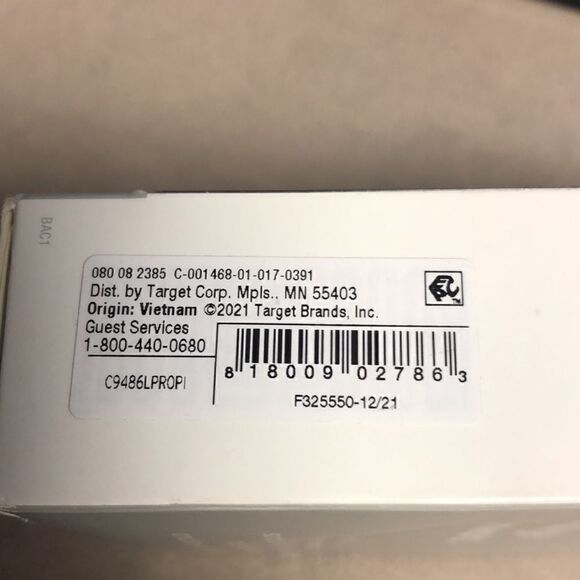 BAC1
080 08 2385 C-001468-01-017-0391
Dist. by Target Corp. Mpls., MN 55403
Origin: Vietnam ©2021 Target Brands, Inc.
Guest Services
1-800-440-0680
C9486LPROPI
8 18009 02786 3
F325550-12/21
TM